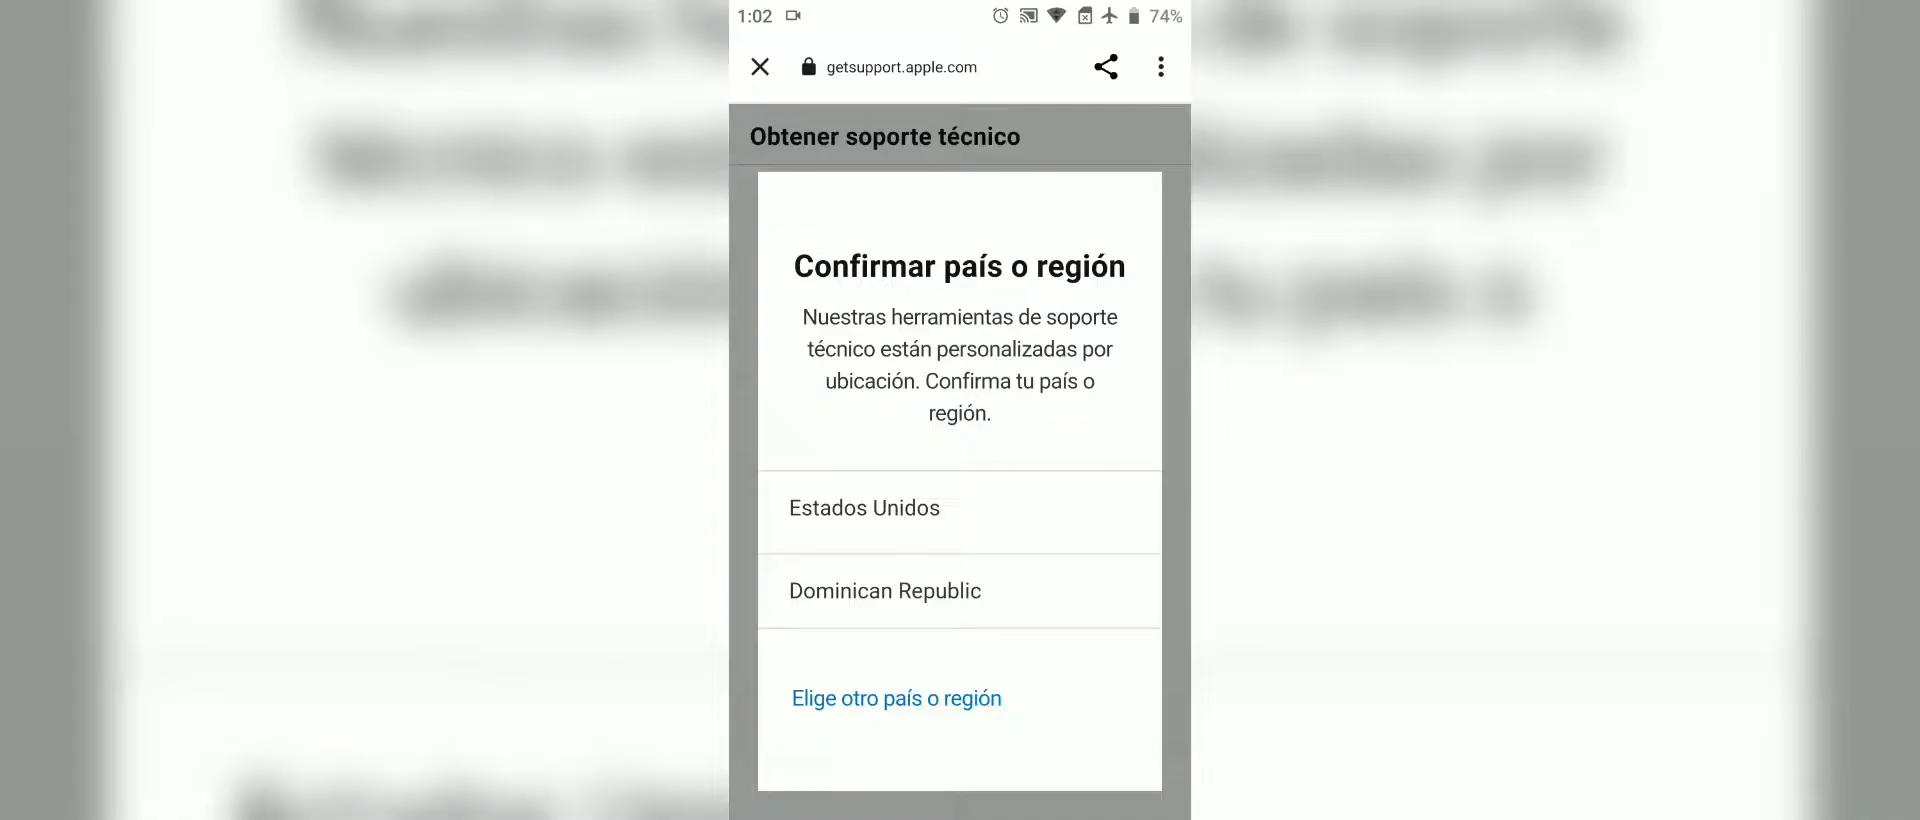 1:02
74%
getsupport.apple.com
Obtener soporte técnico
Confirmar país o región
Nuestras herramientas de soporte
técnico están personalizadas por
ubicación. Confirma tu país o
región.
Estados Unidos
Dominican Republic
Elige otro país o región